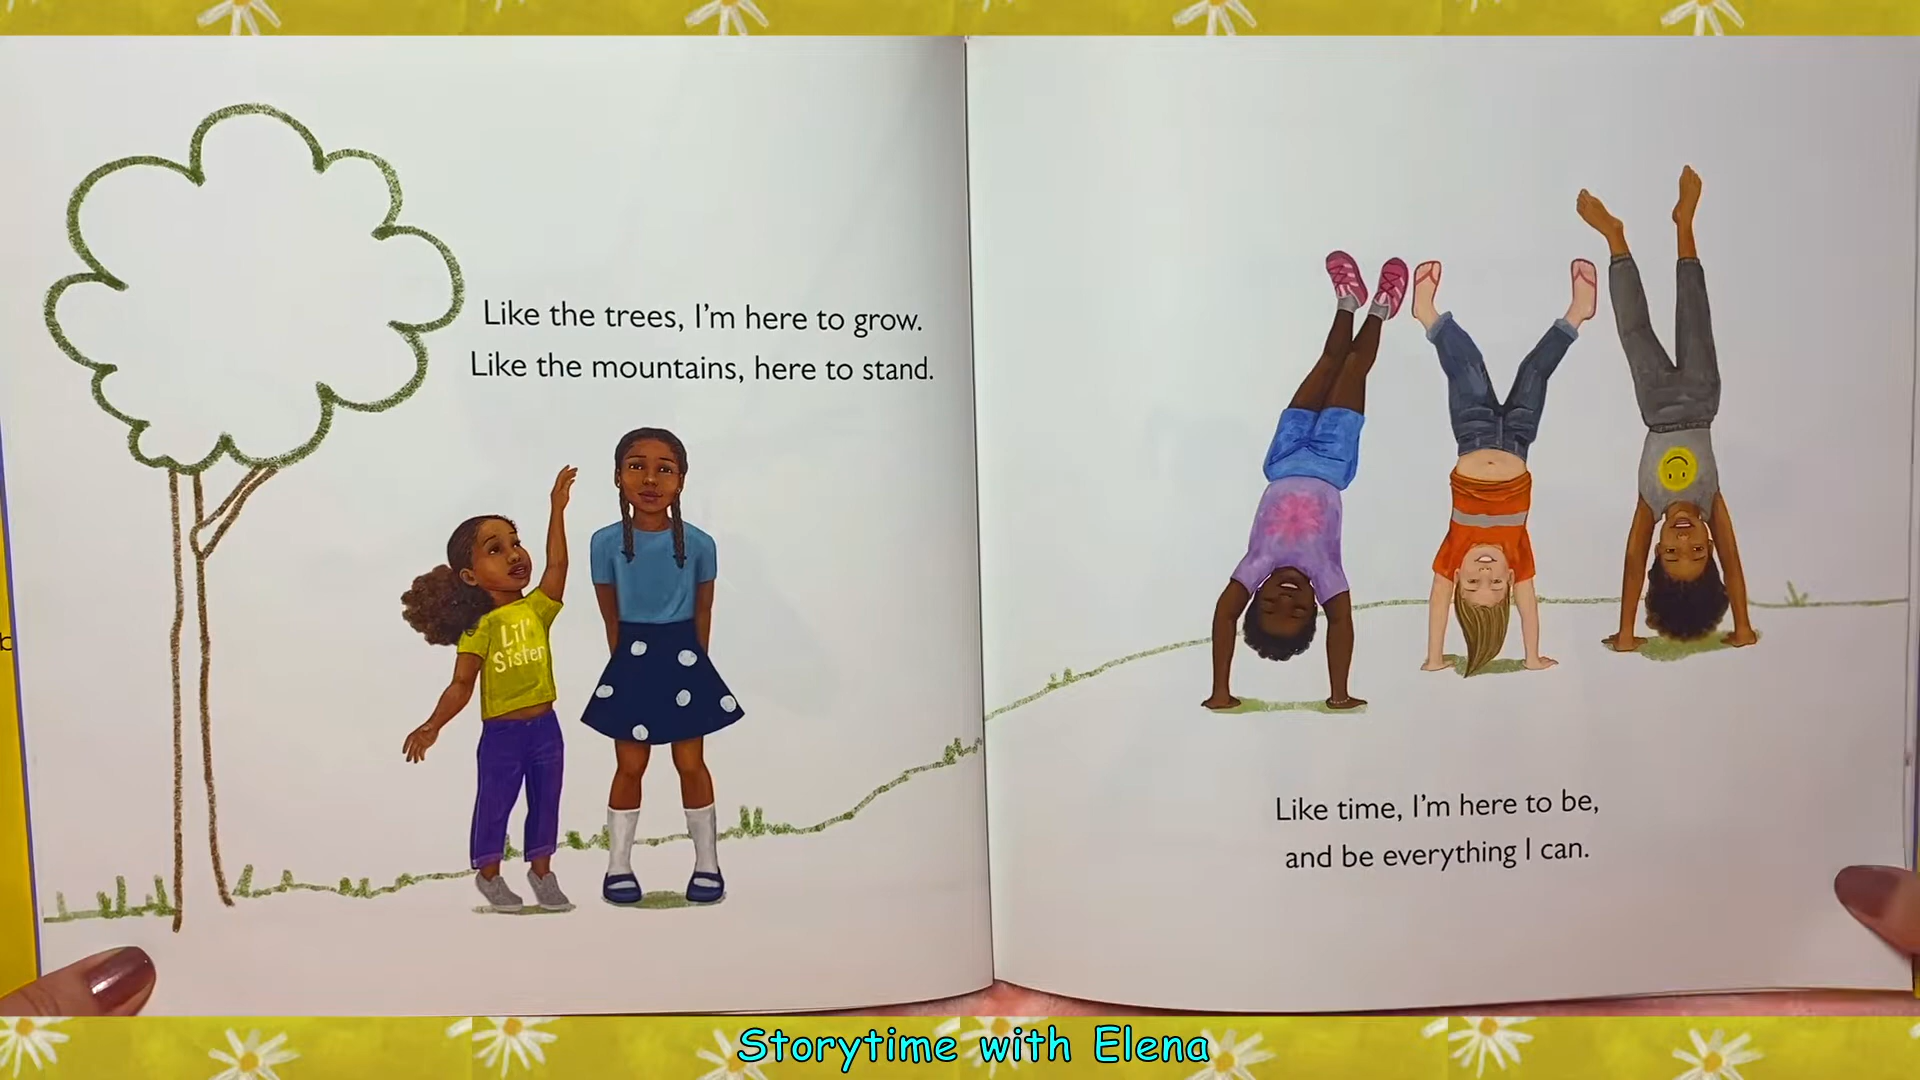 Like the trees, I'm here to grow.
Like the mountains, here to stand.
Lil'
Sister
Like time, I'm here to be,
and be everything I can.
Storytime with Elena